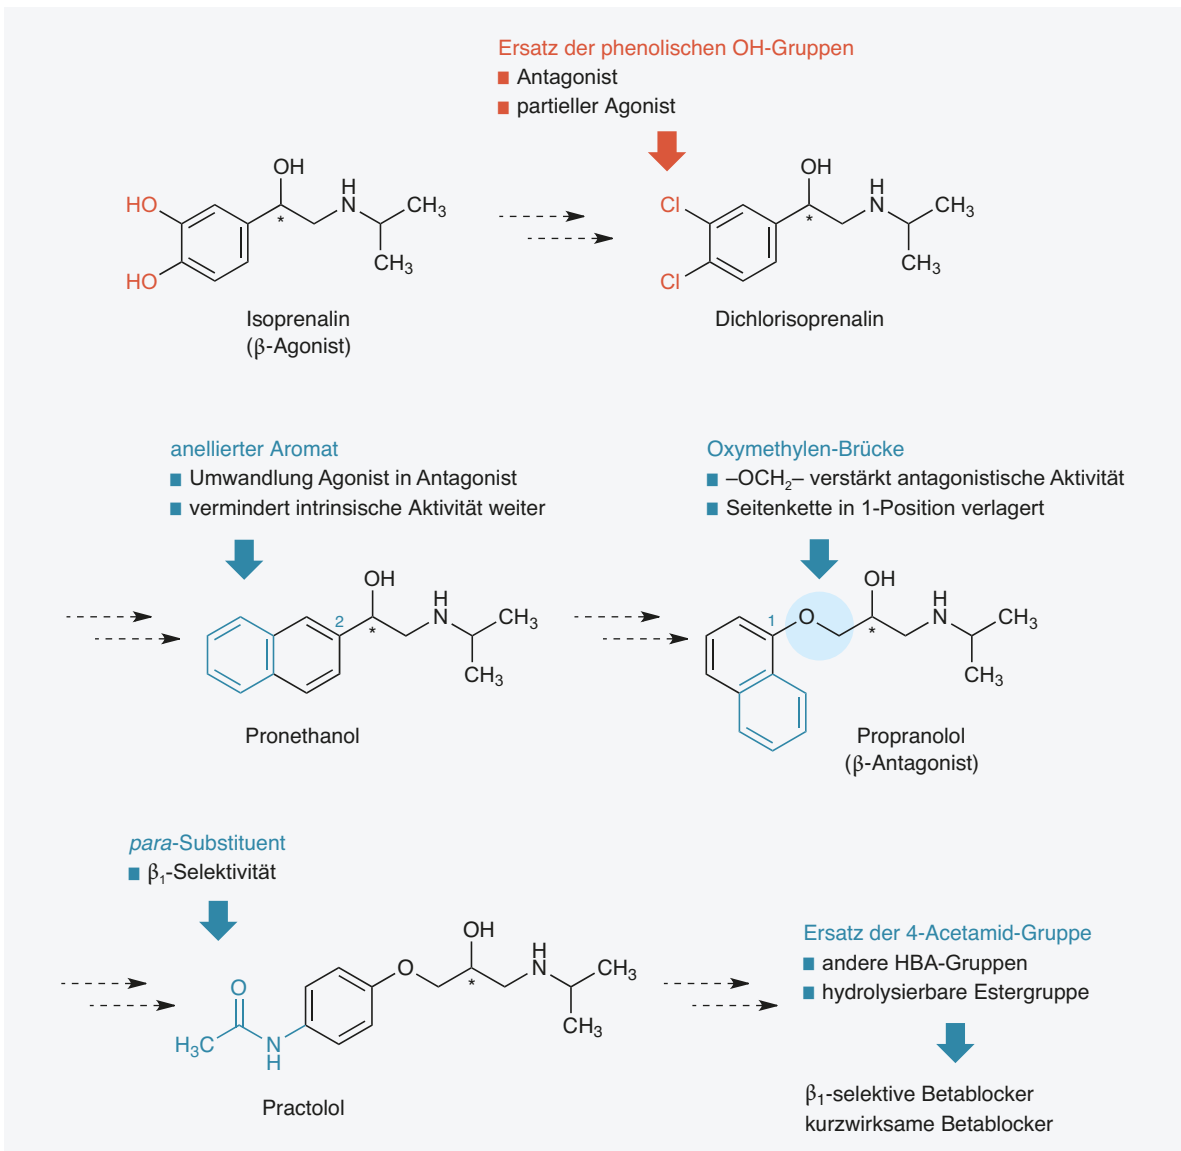 Ersatz der phenolischen OH-Gruppen
Antagonist
partieller Agonist
OH
HO
H
N
CH3
*
HO
CH3
Isoprenalin
(β-Agonist)
OH
Cl
H
N
CH3
*
Cl
CH3
Dichlorisoprenalin
anellierter Aromat
Umwandlung Agonist in Antagonist
vermindert intrinsische Aktivität weiter
Oxymethylen-Brücke
–OCH2– verstärkt antagonistische Aktivität
Seitenkette in 1-Position verlagert
OH
H
N
CH3
2
*
CH3
Pronethanol
OH
H
N
CH3
1
O
*
CH3
Propranolol
(β-Antagonist)
para-Substituent
β1-Selektivität
OH
H
N
CH3
O
*
CH3
O
H3C
N
H
Practolol
Ersatz der 4-Acetamid-Gruppe
andere HBA-Gruppen
hydrolysierbare Estergruppe
β1-selektive Betablocker
kurzwirksame Betablocker